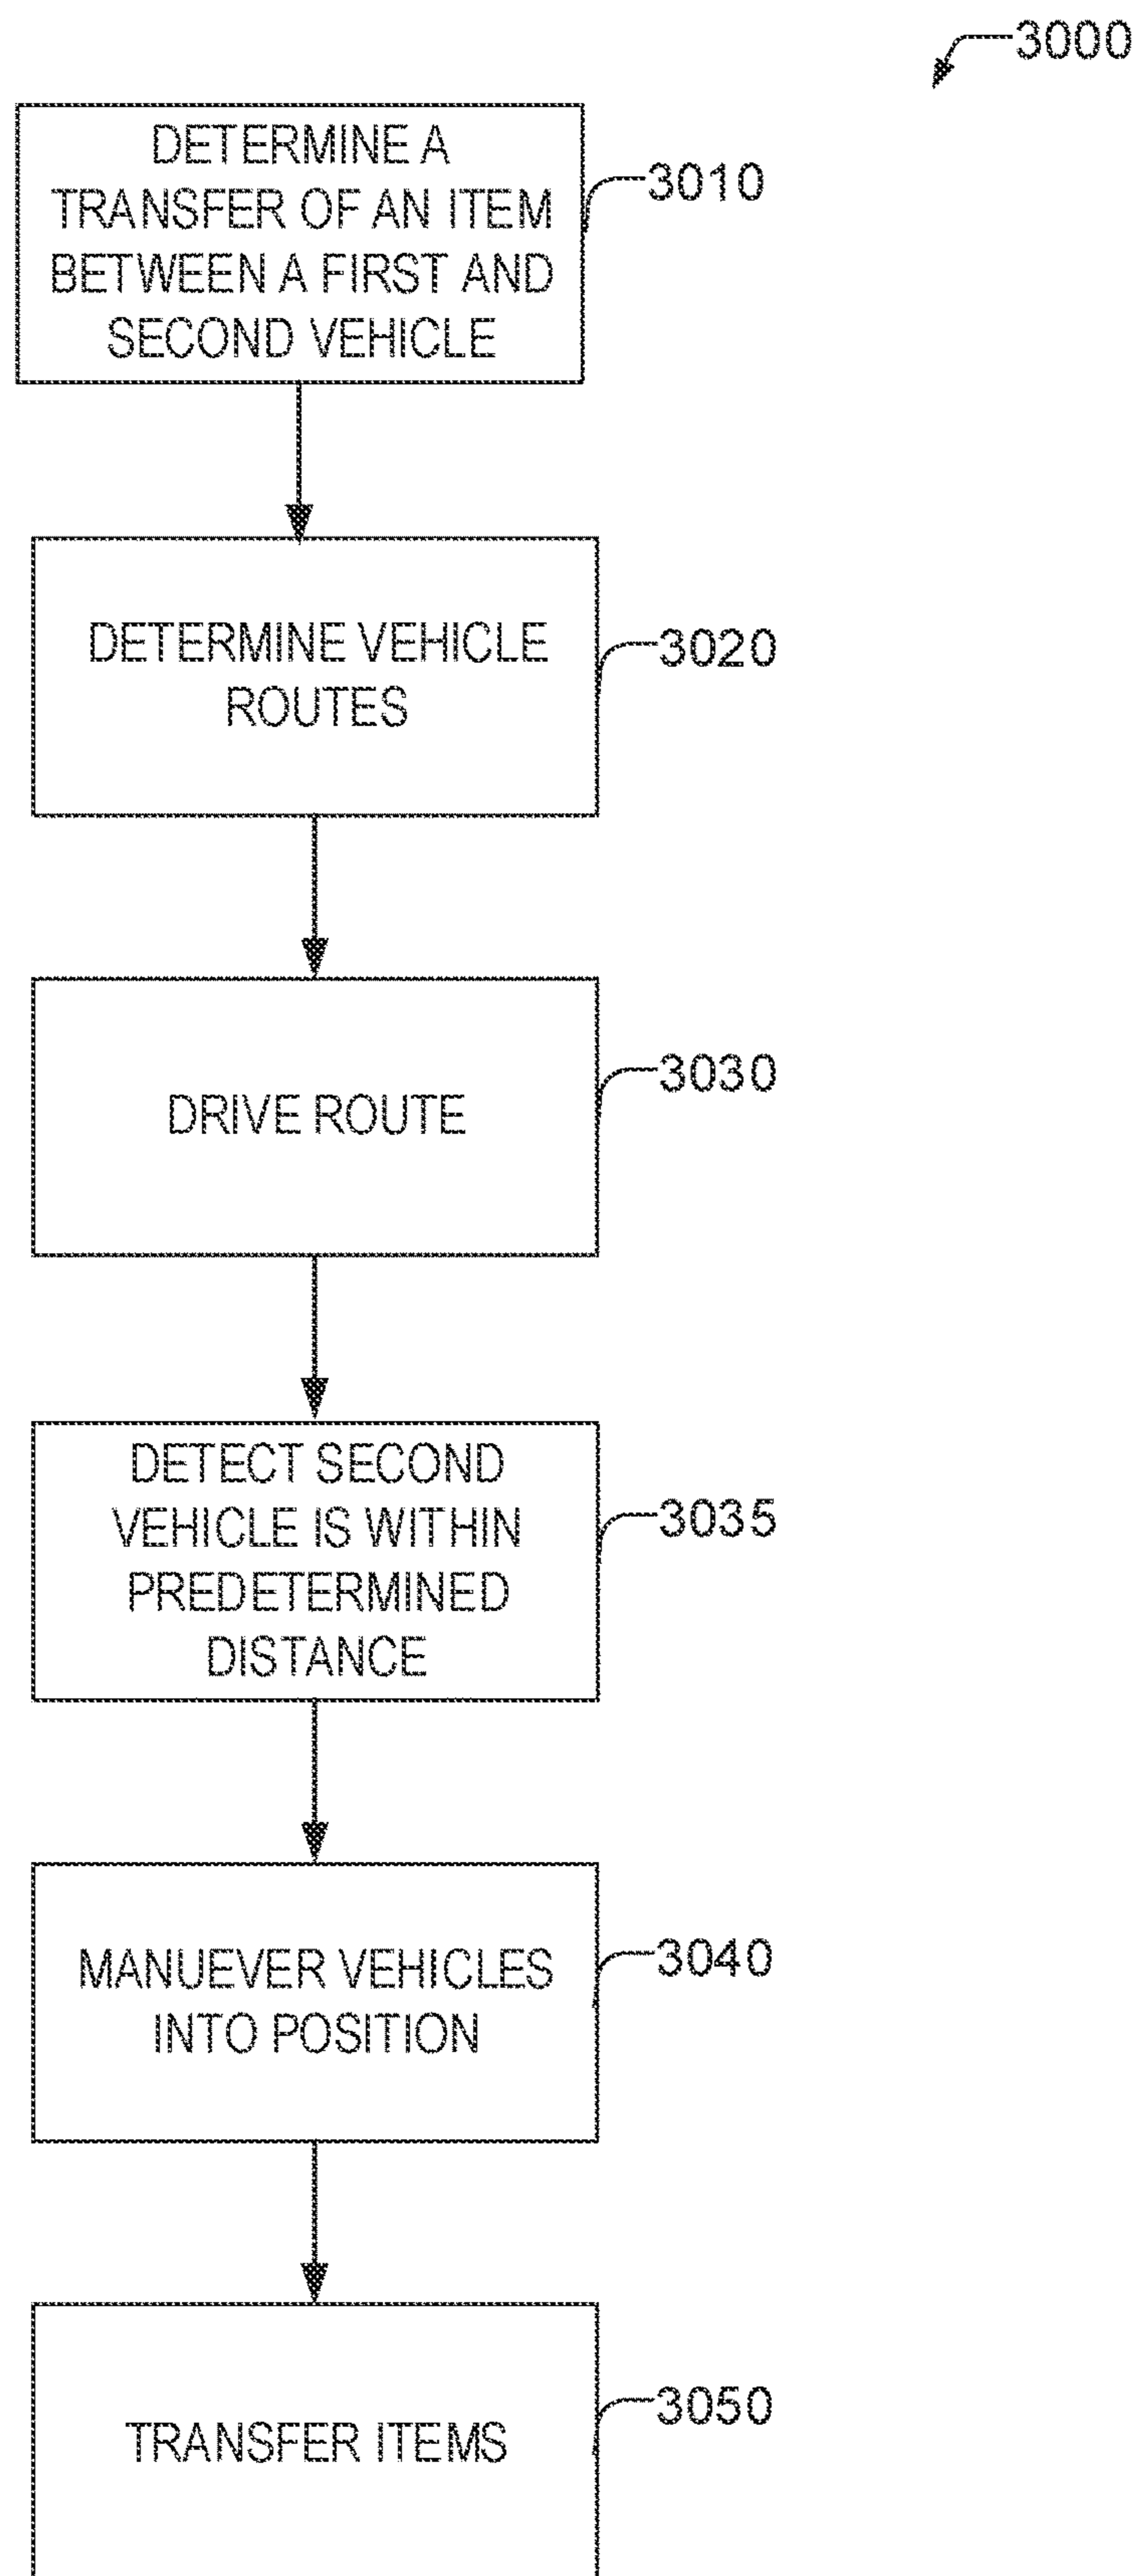 3000
DETERMINE A
TRANSFER OF AN ITEM
BETWEEN A FIRST AND
SECOND VEHICLE
3010
DETERMINE VEHICLE
ROUTES
3020
DRIVE ROUTE
3030
DETECT SECOND
VEHICLE IS WITHIN
PREDETERMINED
DISTANCE
3035
MANUEVER VEHICLES
INTO POSITION
3040
TRANSFER ITEMS
3050